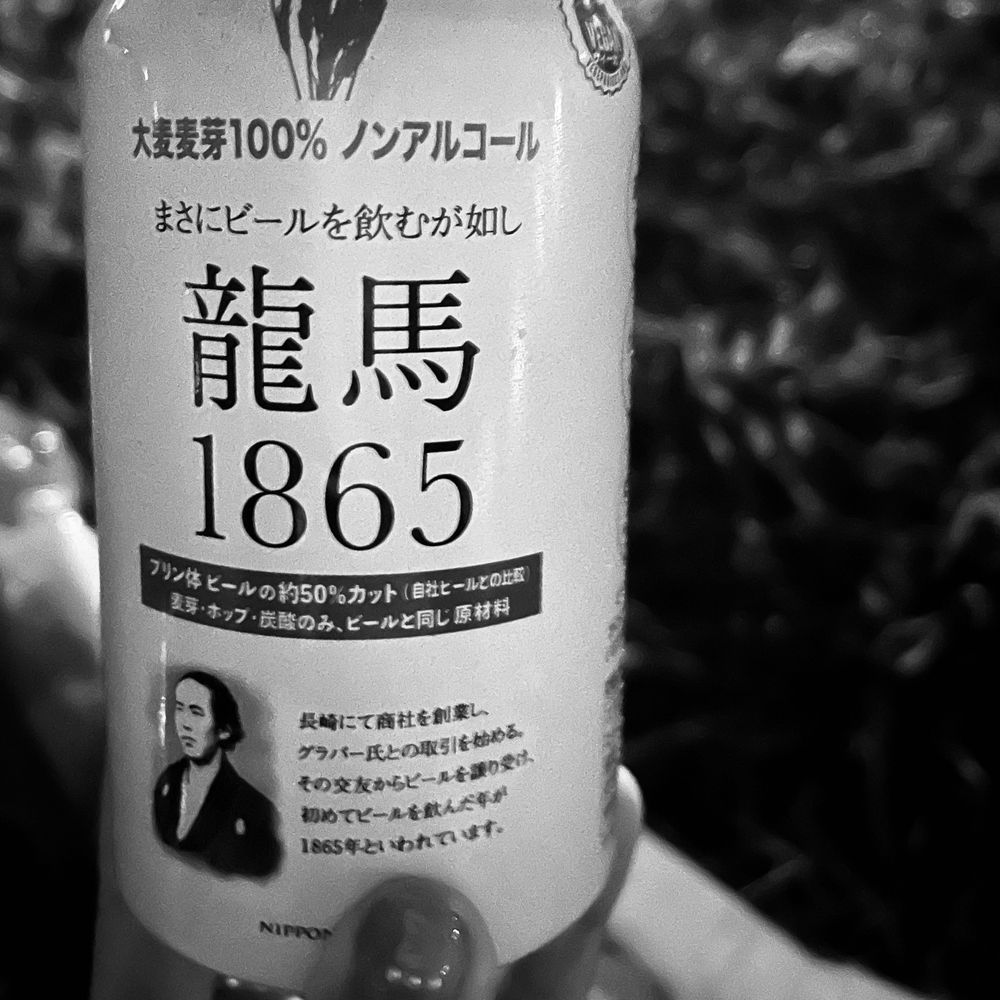 大麦麦芽100% ノンアルコール
まさにビールを飲むが如し
龍馬
1865
プリン体 ビールの約50%カット(自社ビールとの比較)
麦芽・ホップ・炭酸のみ、ビールと同じ原材料
長崎にて商社を創業し、
グラバー氏との取引を始める。
その交友からビールを譲り受け、
初めてビールを飲んだ年が
1865年といわれています。
NIPPON